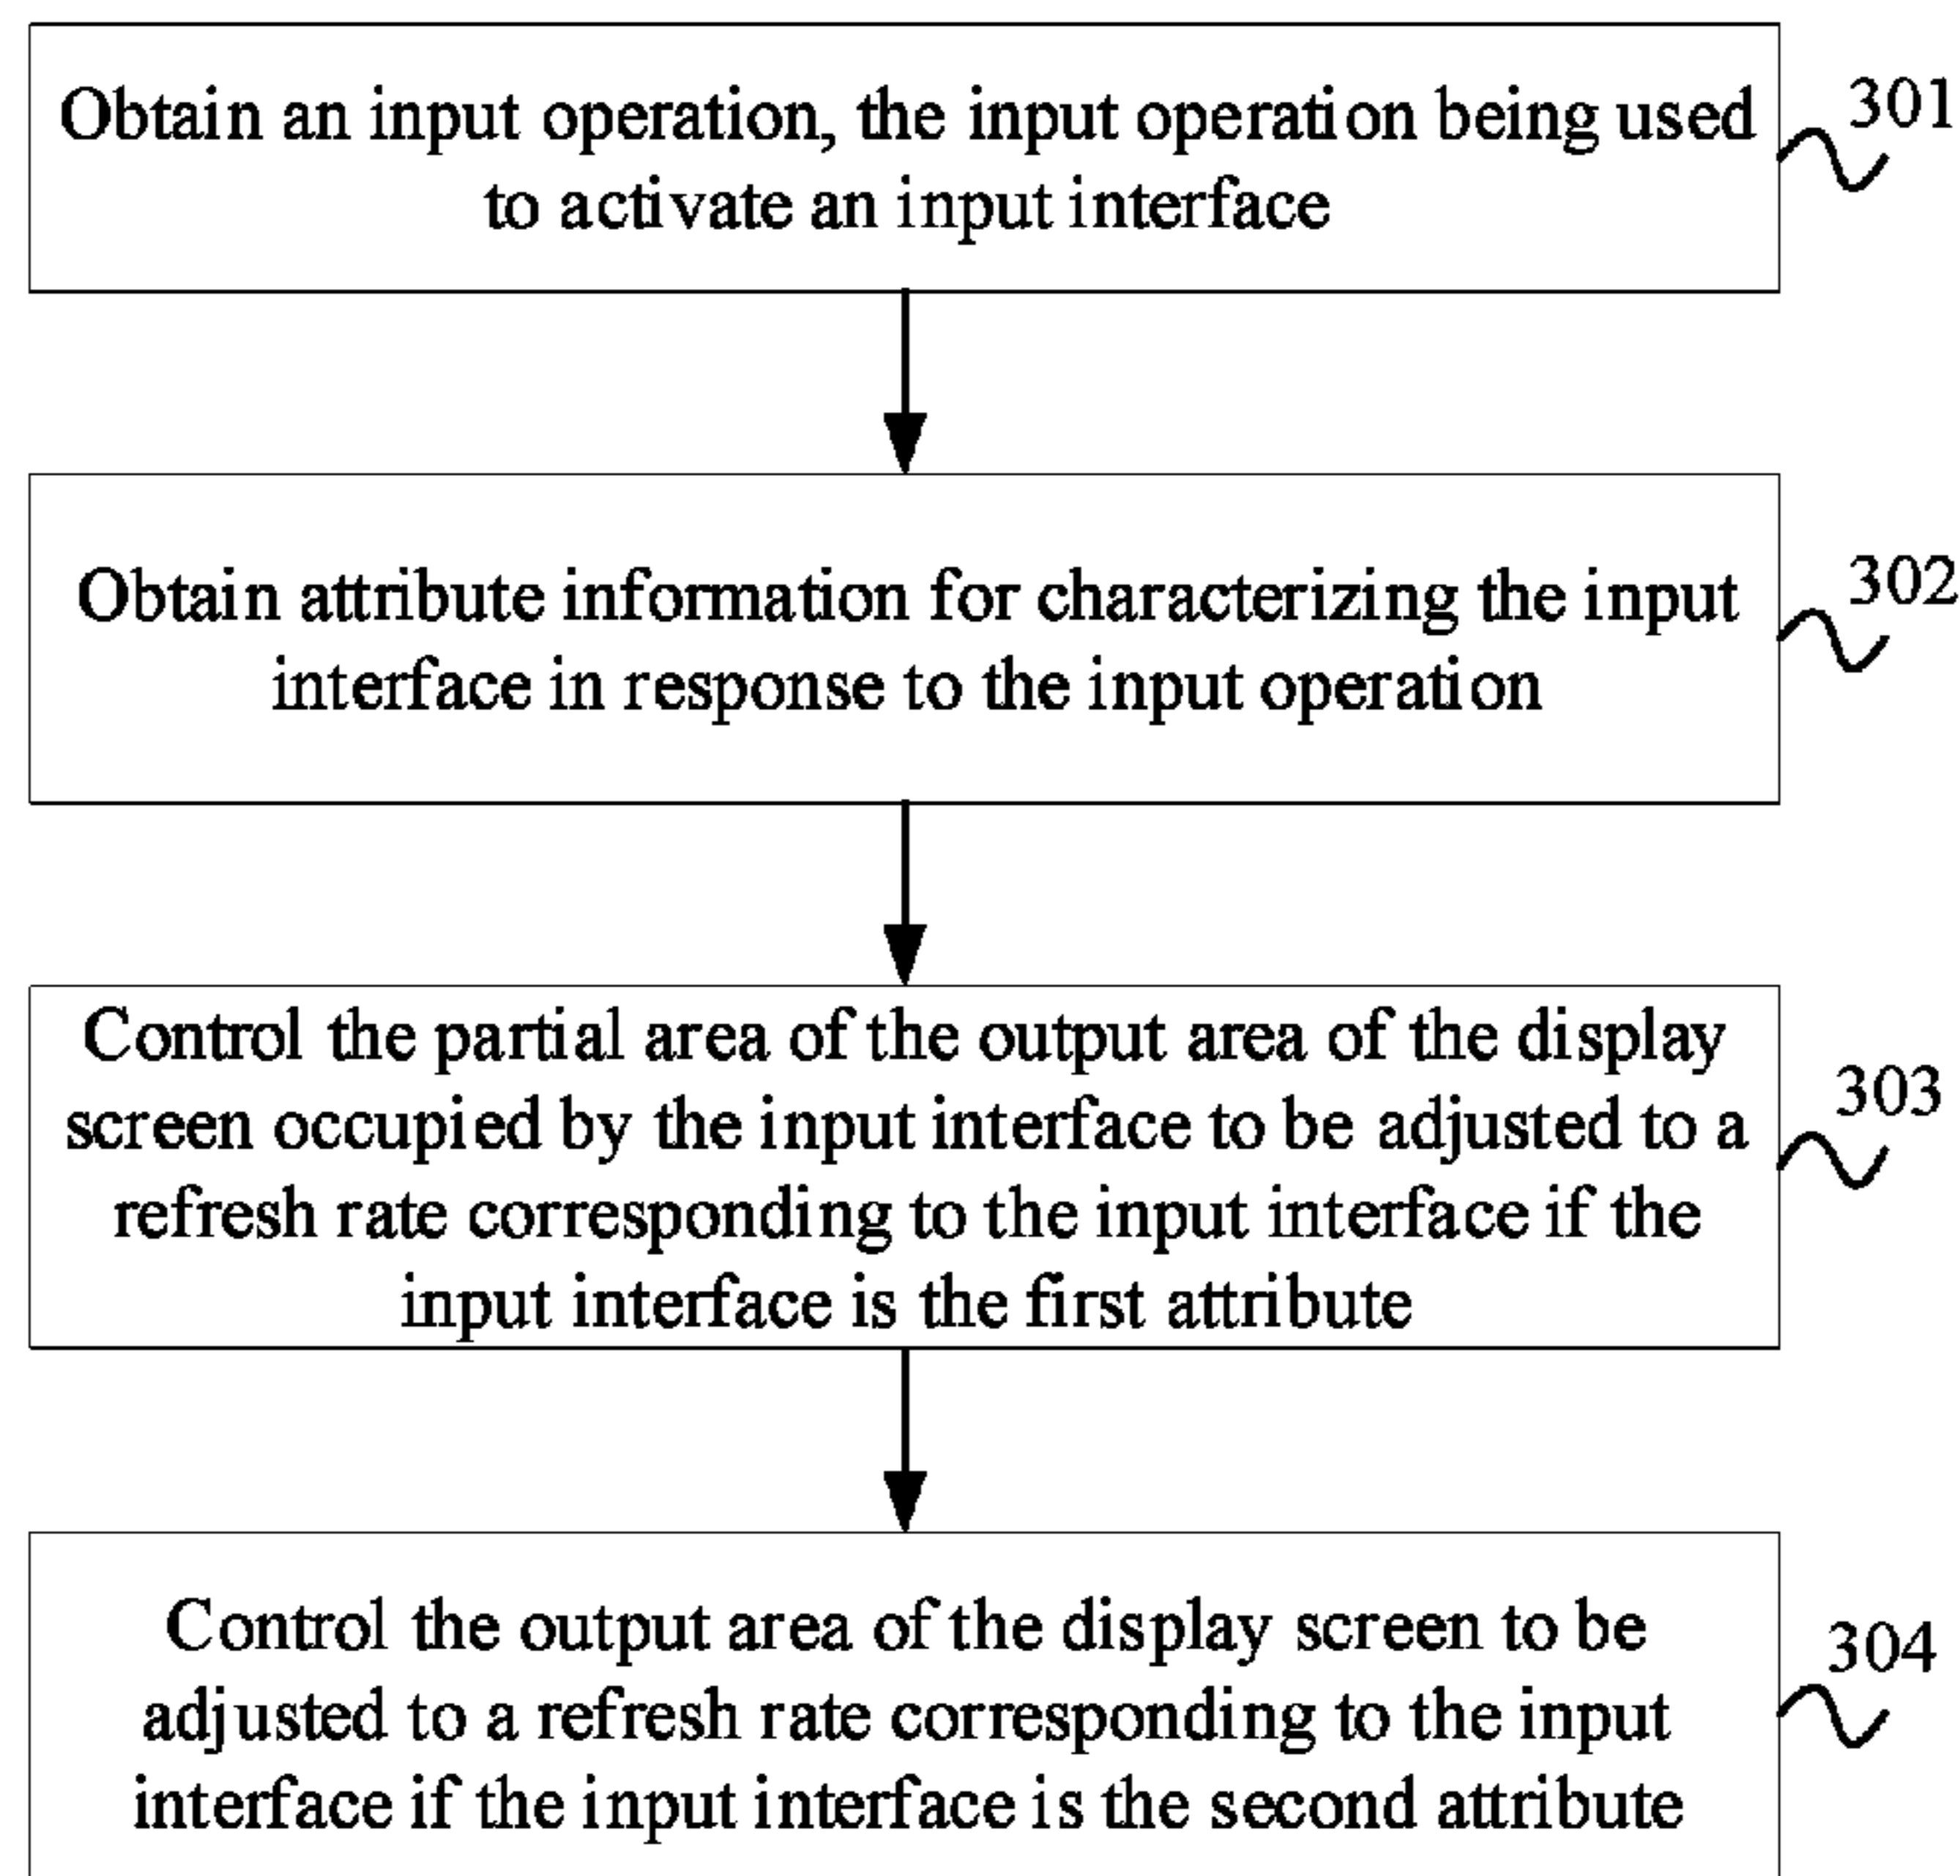 Obtain an input operation, the input operation being used
to activate an input interface
301
Obtain attribute information for characterizing the input
interface in response to the input operation
302
Control the partial area of the output area of the display
screen occupied by the input interface to be adjusted to a
refresh rate corresponding to the input interface if the
input interface is the first attribute
303
Control the output area of the display screen to be
adjusted to a refresh rate corresponding to the input
interface if the input interface is the second attribute
304